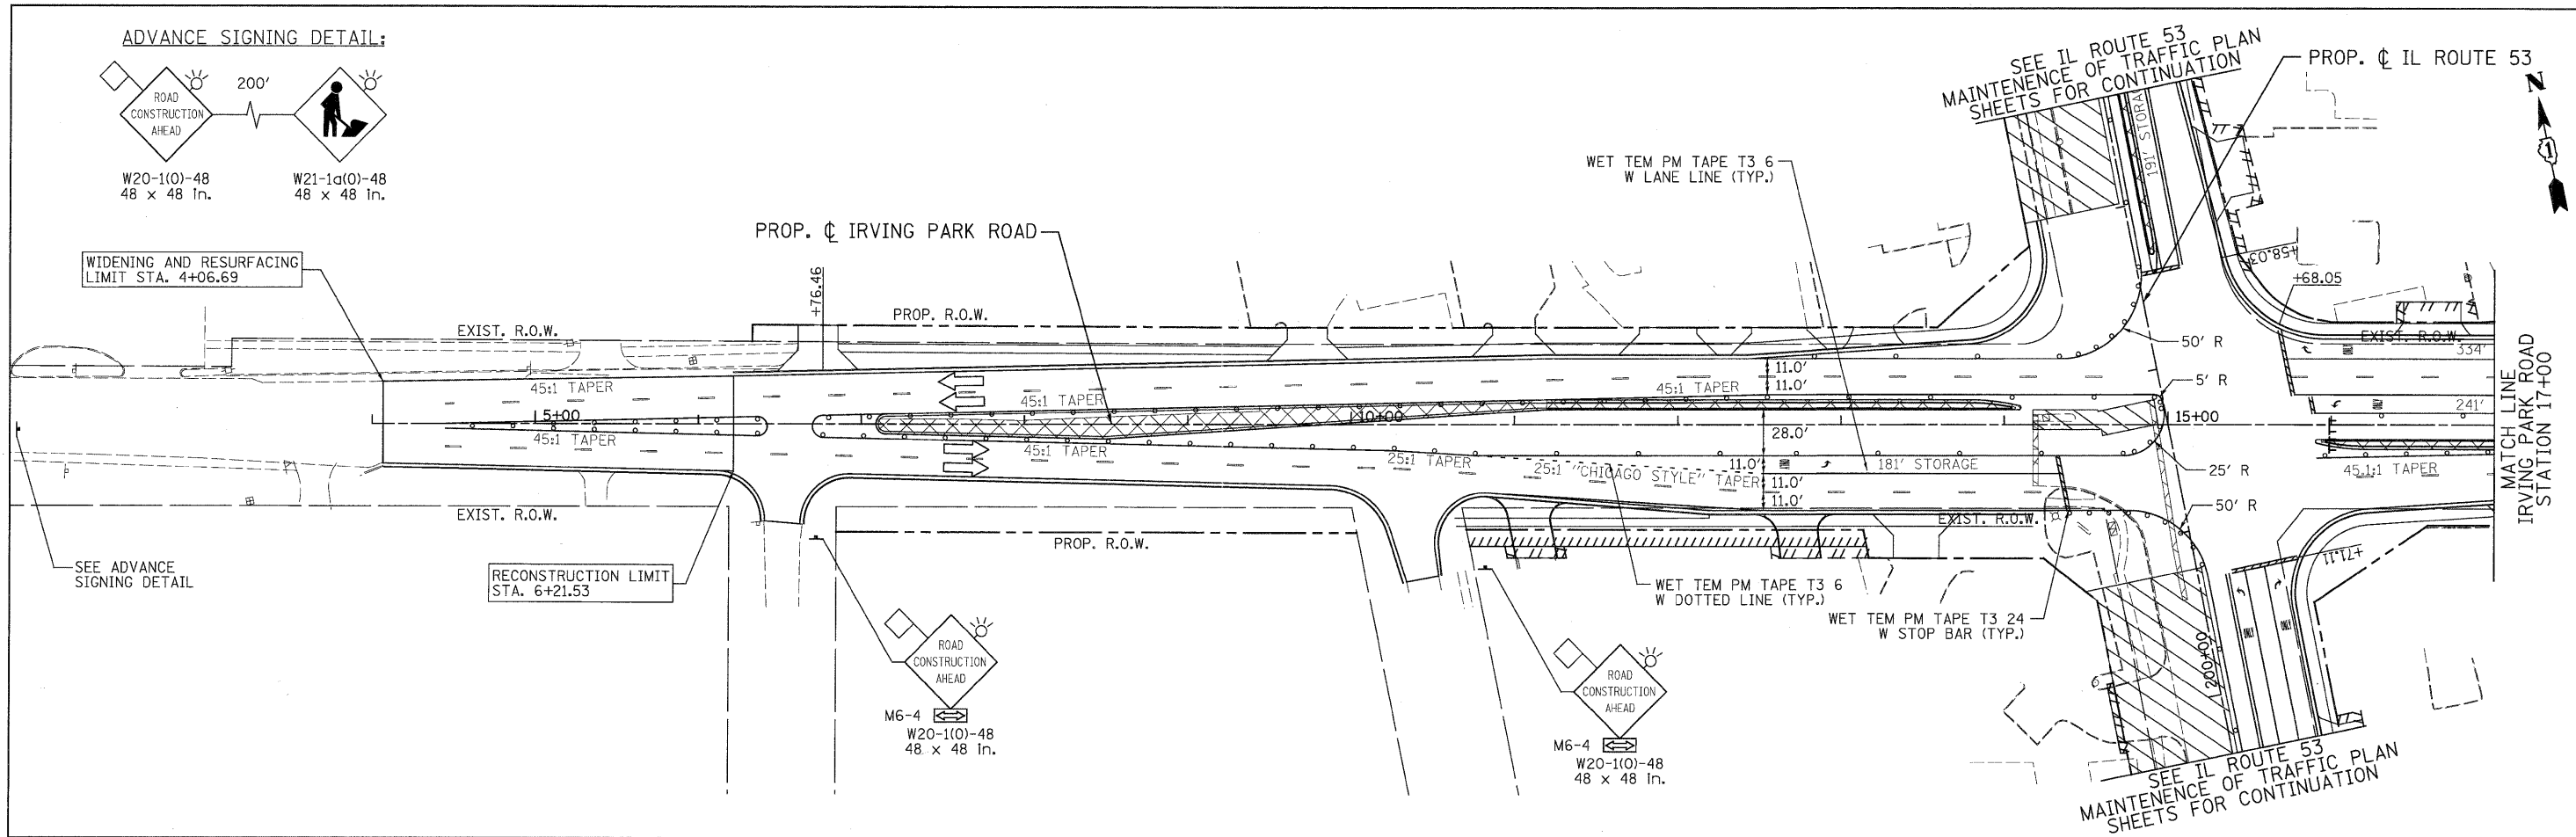 ADVANCE SIGNING DETAIL:
200'
ROAD
CONSTRUCTION
AHEAD
W20-1(O)-48
48 x 48 in.
W21-1a(O)-48
48 x 48 in.
SEE IL ROUTE 53
MAINTENENCE OF TRAFFIC PLAN
SHEETS FOR CONTINUATION
PROP. ℄ IL ROUTE 53
N
1
191' STORA
WET TEM PM TAPE T3 6
W LANE LINE (TYP.)
PROP. ℄ IRVING PARK ROAD
WIDENING AND RESURFACING
LIMIT STA. 4+06.69
+76.46
+58.03
+68.05
EXIST. R.O.W.
PROP. R.O.W.
EXIST. R.O.W.
334'
50' R
5' R
45:1 TAPER
45:1 TAPER
45:1 TAPER
11.0'
11.0'
5+00
10+00
15+00
241'
45:1 TAPER
45:1 TAPER
25:1 TAPER
25:1 "CHICAGO STYLE" TAPER
28.0'
11.0'
11.0'
11.0'
181' STORAGE
ONLY
25' R
50' R
45.1:1 TAPER
MATCH LINE
IRVING PARK ROAD
STATION 17+00
EXIST. R.O.W.
PROP. R.O.W.
EXIST. R.O.W.
+71.11
SEE ADVANCE
SIGNING DETAIL
RECONSTRUCTION LIMIT
STA. 6+21.53
WET TEM PM TAPE T3 6
W DOTTED LINE (TYP.)
WET TEM PM TAPE T3 24
W STOP BAR (TYP.)
ONLY
ONLY
200+00
6
ROAD
CONSTRUCTION
AHEAD
M6-4
W20-1(O)-48
48 x 48 in.
ROAD
CONSTRUCTION
AHEAD
M6-4
W20-1(O)-48
48 x 48 in.
SEE IL ROUTE 53
MAINTENENCE OF TRAFFIC PLAN
SHEETS FOR CONTINUATION